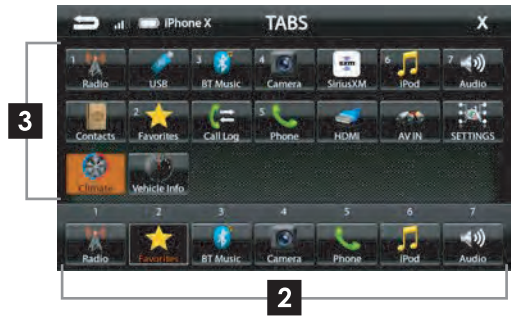 iPhone X TABS X
1 3 4 6 7
Radio USB BT Music Camera SiriusXM iPod Audio
2 5
Contacts Favorites Call Log Phone HDMI AV IN SETTINGS
3
Climate Vehicle Info
1 2 3 4 5 6 7
Radio Favorites BT Music Camera Phone iPod Audio
2